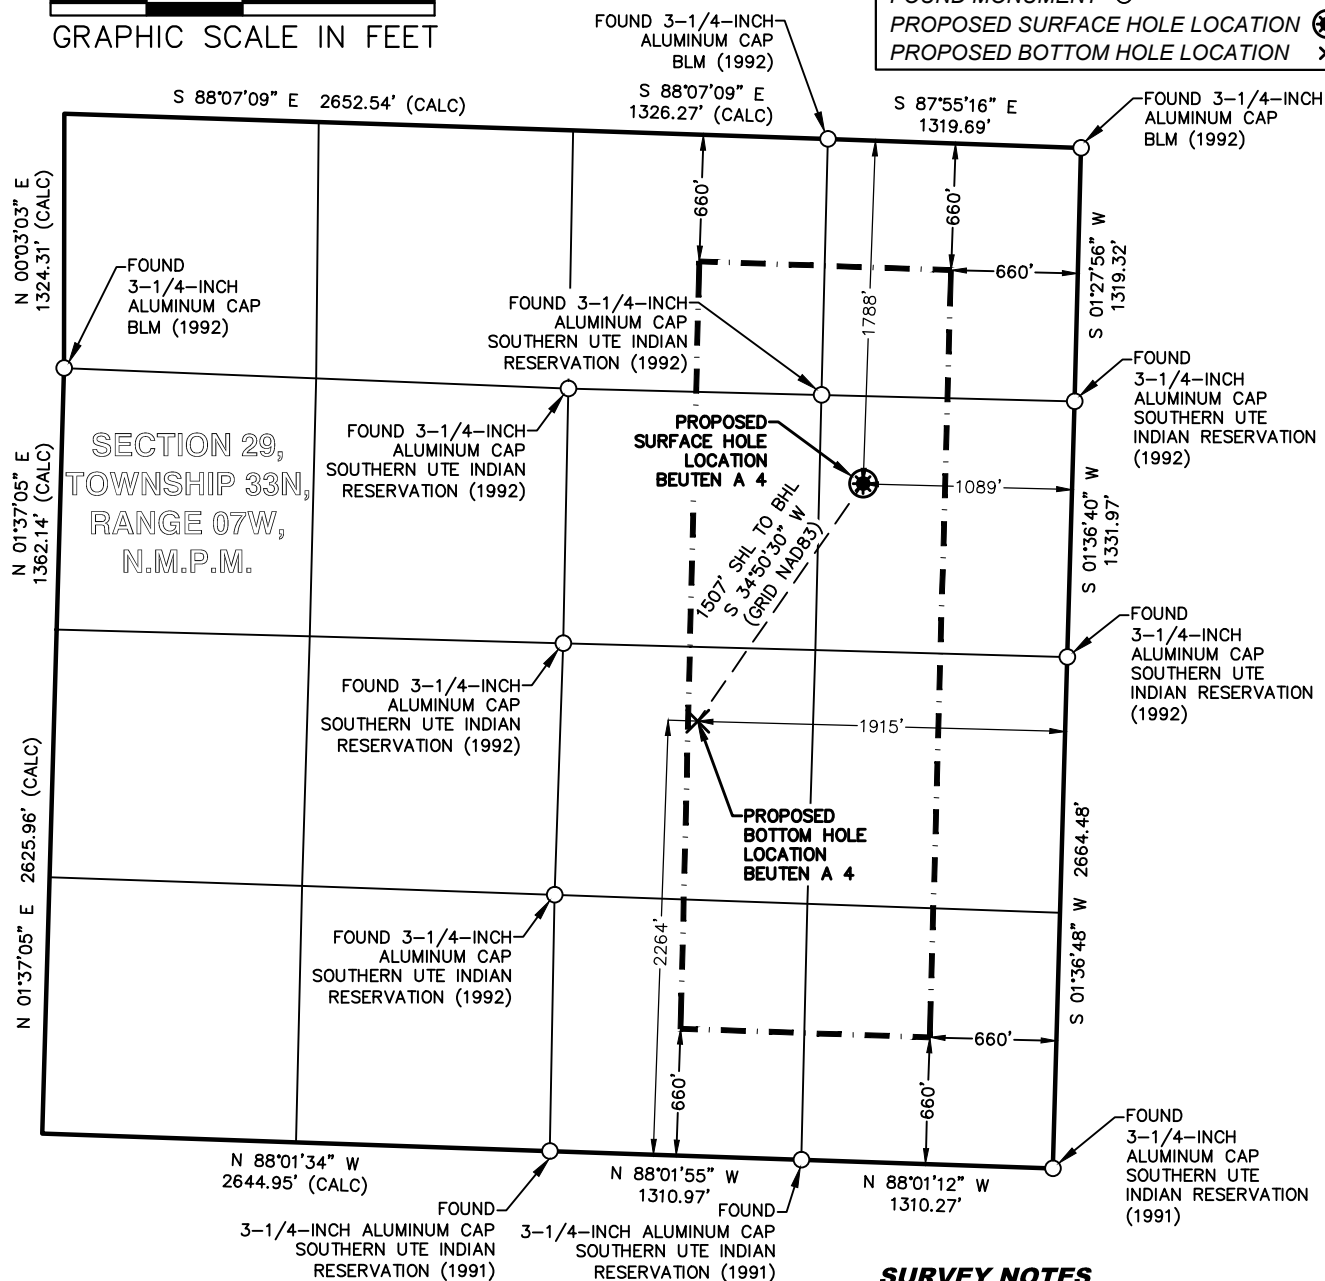 GRAPHIC SCALE IN FEET
PROPOSED SURFACE HOLE LOCATION
PROPOSED BOTTOM HOLE LOCATION
FOUND 3-1/4-INCH
ALUMINUM CAP
BLM (1992)
S 88°07'09" E 2652.54' (CALC)
S 88°07'09" E
1326.27' (CALC)
S 87°55'16" E
1319.69'
FOUND 3-1/4-INCH
ALUMINUM CAP
BLM (1992)
N 00°03'03" E
1324.31' (CALC)
660'
1788'
660'
660'
S 01°27'56" W
1319.32'
FOUND
3-1/4-INCH
ALUMINUM CAP
BLM (1992)
FOUND 3-1/4-INCH
ALUMINUM CAP
SOUTHERN UTE INDIAN
RESERVATION (1992)
FOUND
3-1/4-INCH
ALUMINUM CAP
SOUTHERN UTE
INDIAN RESERVATION
(1992)
SECTION 29,
TOWNSHIP 33N,
RANGE 07W,
N.M.P.M.
FOUND 3-1/4-INCH
ALUMINUM CAP
SOUTHERN UTE INDIAN
RESERVATION (1992)
PROPOSED
SURFACE HOLE
LOCATION
BEUTEN A 4
1089'
N 01°37'05" E
1362.14' (CALC)
S 01°36'40" W
1331.97'
1507' SHL TO BHL
S 34°50'30" W
(GRID NAD83)
FOUND
3-1/4-INCH
ALUMINUM CAP
SOUTHERN UTE
INDIAN RESERVATION
(1992)
FOUND 3-1/4-INCH
ALUMINUM CAP
SOUTHERN UTE INDIAN
RESERVATION (1992)
1915'
PROPOSED
BOTTOM HOLE
LOCATION
BEUTEN A 4
N 01°37'05" E 2625.96' (CALC)
S 01°36'48" W 2664.48'
2264'
FOUND 3-1/4-INCH
ALUMINUM CAP
SOUTHERN UTE INDIAN
RESERVATION (1992)
660'
660'
660'
N 88°01'34" W
2644.95' (CALC)
N 88°01'55" W
1310.97'
N 88°01'12" W
1310.27'
FOUND
3-1/4-INCH
ALUMINUM CAP
SOUTHERN UTE
INDIAN RESERVATION
(1991)
FOUND
3-1/4-INCH ALUMINUM CAP
SOUTHERN UTE INDIAN
RESERVATION (1991)
FOUND
3-1/4-INCH ALUMINUM CAP
SOUTHERN UTE INDIAN
RESERVATION (1991)
SURVEY NOTES